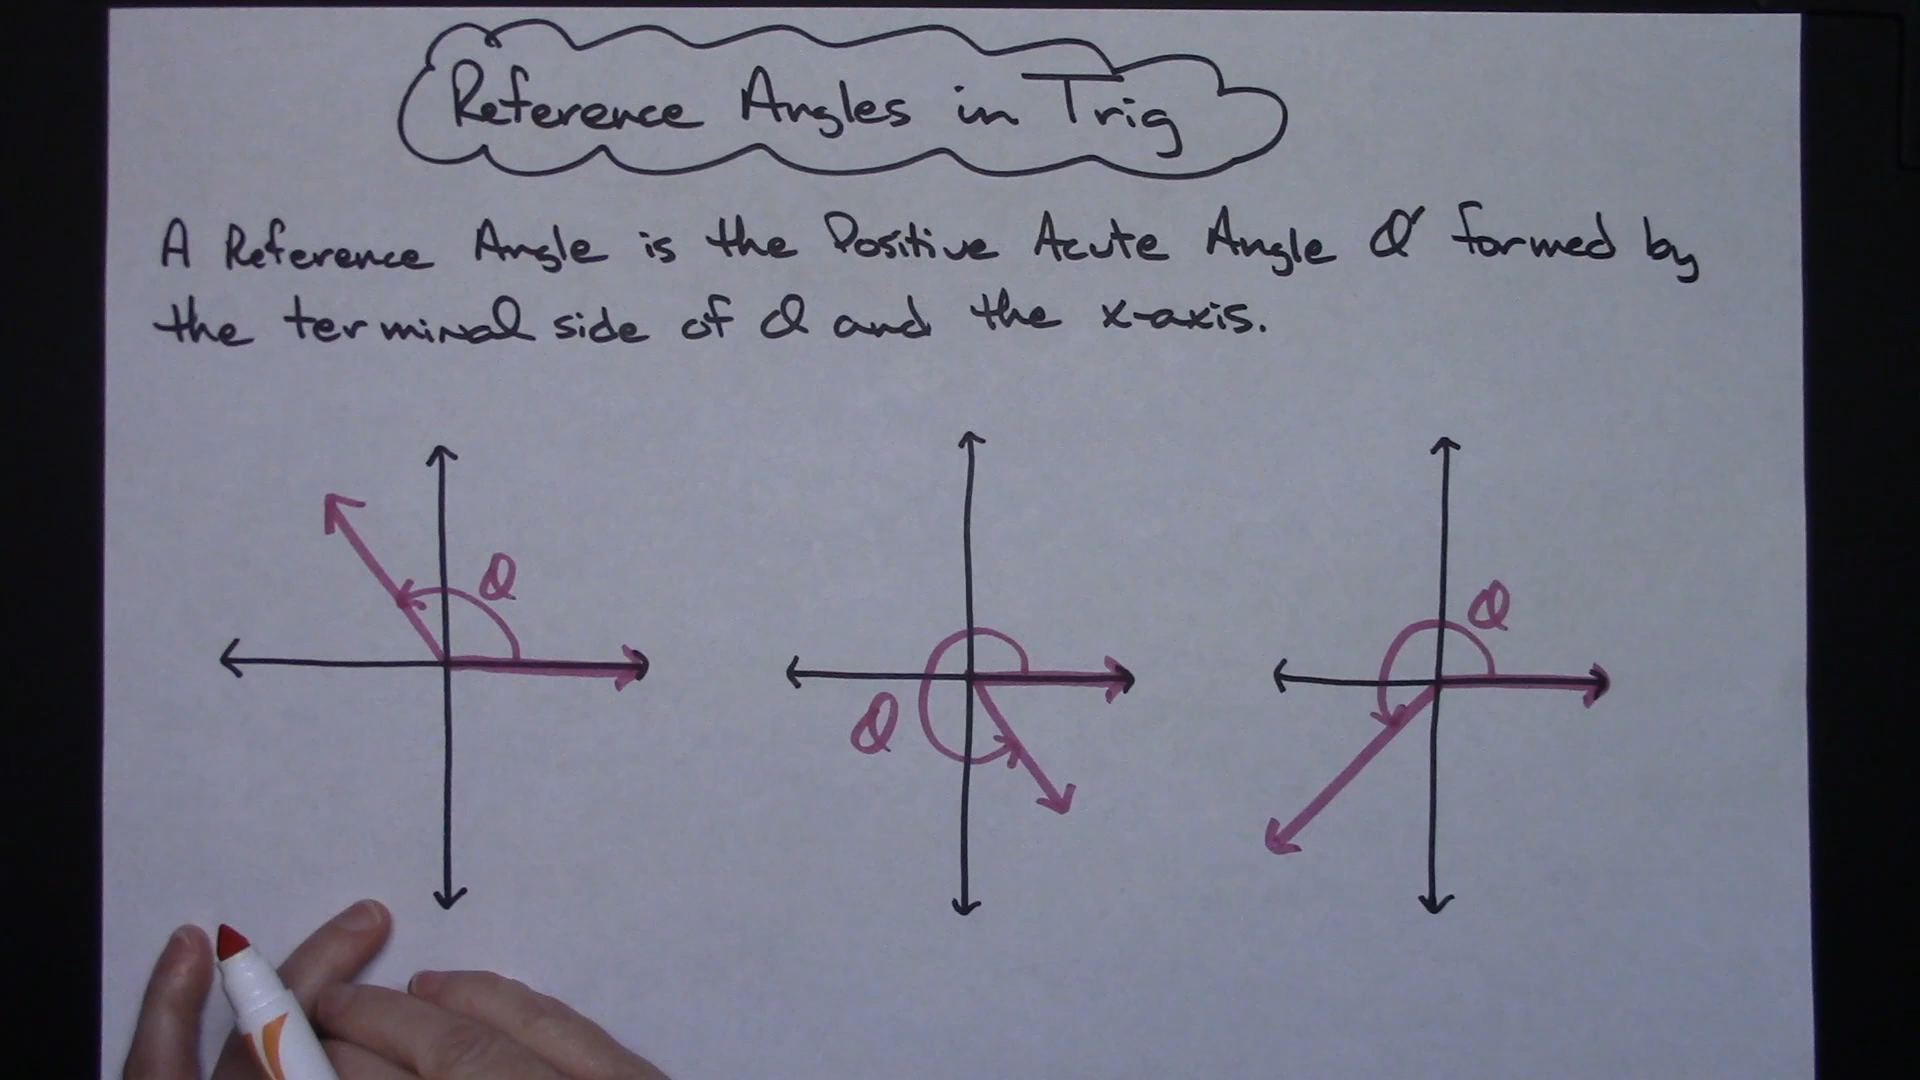 Reference Angles in Trig
A Reference Angle is the Positive Acute Angle θ' formed by
the terminal side of θ and the x-axis.
θ
θ
θ